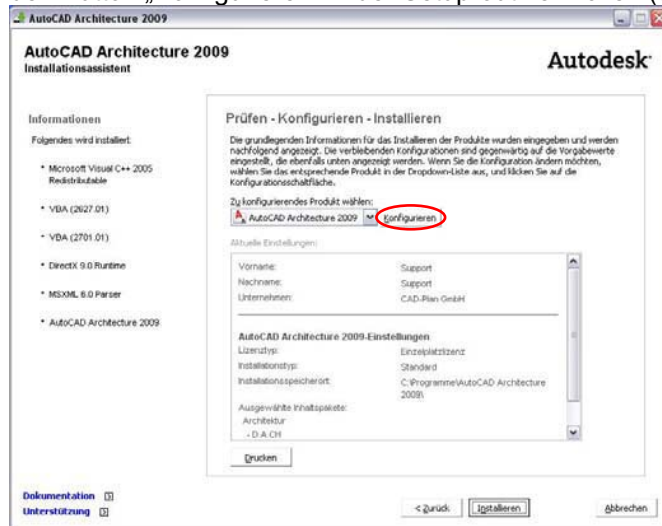 AutoCAD Architecture 2009
AutoCAD Architecture 2009
Installationsassistent
Autodesk
Informationen
Folgendes wird installiert:
* Microsoft Visual C++ 2005
Redistributable
* VBA (2627.01)
* VBA (2701.01)
* DirectX 9.0 Runtime
* MSXML 6.0 Parser
* AutoCAD Architecture 2009
Prüfen - Konfigurieren - Installieren
Die grundlegenden Informationen für das Installieren der Produkte wurden eingegeben und werden
nachfolgend angezeigt. Die verbleibenden Konfigurationen sind gegenwärtig auf die Vorgabewerte
eingestellt, die ebenfalls unten angezeigt werden. Wenn Sie die Konfiguration ändern möchten,
wählen Sie das entsprechende Produkt in der Dropdown-Liste aus, und klicken Sie auf die
Konfigurationsschaltfläche.
Zu konfigurierendes Produkt wählen:
AutoCAD Architecture 2009 Konfigurieren
Aktuelle Einstellungen:
Vorname: Support
Nachname: Support
Unternehmen: CAD-Plan GmbH
AutoCAD Architecture 2009-Einstellungen
Lizenztyp: Einzelplatzlizenz
Installationstyp: Standard
Installationsspeicherort: C:\Programme\AutoCAD Architecture
2009\
Ausgewählte Inhaltspakete:
Architektur
- D.A.CH
Drucken
Dokumentation
Unterstützung
< Zurück Installieren Abbrechen